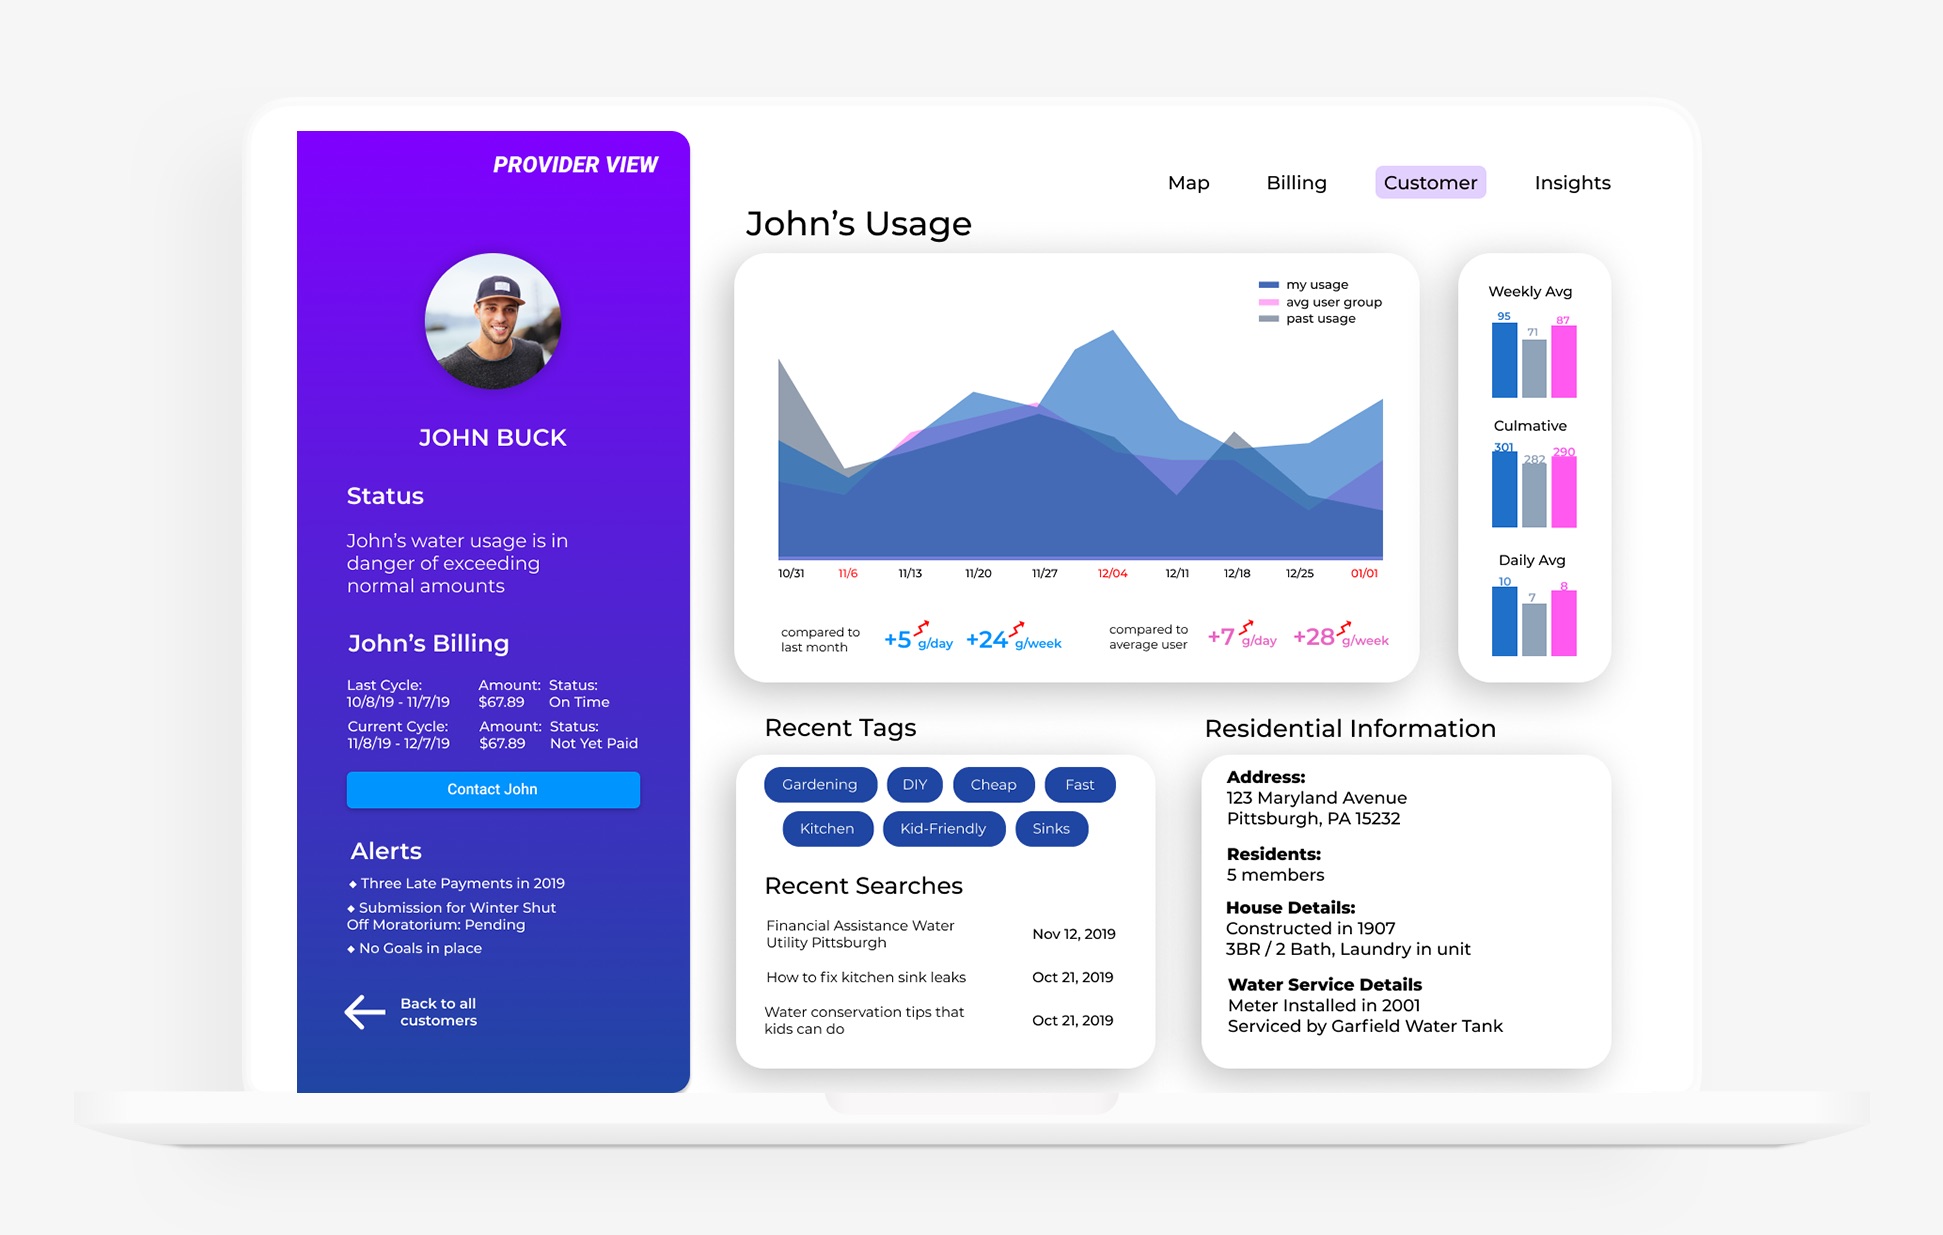 PROVIDER VIEW
JOHN BUCK
Status
John's water usage is in
danger of exceeding
normal amounts
John's Billing
Last Cycle: Amount: Status:
10/8/19 - 11/7/19 $67.89 On Time
Current Cycle: Amount: Status:
11/8/19 - 12/7/19 $67.89 Not Yet Paid
Contact John
Alerts
◆ Three Late Payments in 2019
◆ Submission for Winter Shut
Off Moratorium: Pending
◆ No Goals in place
Back to all
customers
Map Billing Customer Insights
John's Usage
my usage
avg user group
past usage
10/31 11/6 11/13 11/20 11/27 12/04 12/11 12/18 12/25 01/01
compared to
last month
+5 g/day +24 g/week
compared to
average user
+7 g/day +28 g/week
Weekly Avg
95 71 87
Culmative
301 282 290
Daily Avg
10 7 8
Recent Tags
Gardening DIY Cheap Fast
Kitchen Kid-Friendly Sinks
Recent Searches
Financial Assistance Water
Utility Pittsburgh
Nov 12, 2019
How to fix kitchen sink leaks Oct 21, 2019
Water conservation tips that
kids can do
Oct 21, 2019
Residential Information
Address:
123 Maryland Avenue
Pittsburgh, PA 15232
Residents:
5 members
House Details:
Constructed in 1907
3BR / 2 Bath, Laundry in unit
Water Service Details
Meter Installed in 2001
Serviced by Garfield Water Tank